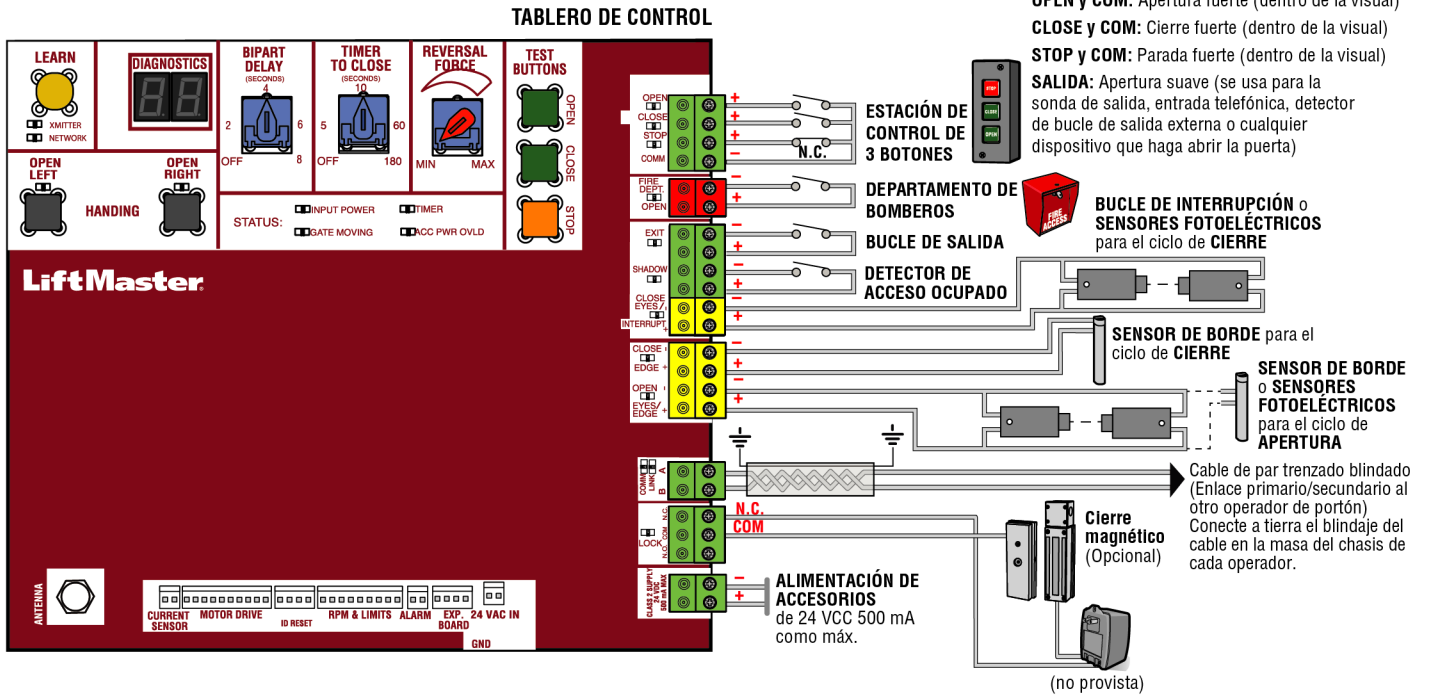 TABLERO DE CONTROL
LEARN
XMITTER
NETWORK
DIAGNOSTICS
BIPART
DELAY
(SECONDS)
4
2
6
OFF
8
TIMER
TO CLOSE
(SECONDS)
10
5
60
OFF
180
REVERSAL
FORCE
MIN
MAX
TEST
BUTTONS
OPEN
CLOSE
STOP
OPEN
LEFT
OPEN
RIGHT
HANDING
STATUS:
INPUT POWER
TIMER
GATE MOVING
ACC PWR OVLD
LiftMaster
ANTENNA
CURRENT
SENSOR
MOTOR DRIVE
ID RESET
RPM & LIMITS
ALARM
EXP.
BOARD
24 VAC IN
GND
OPEN
CLOSE
STOP
COMM
+
+
+
−
N.C.
ESTACIÓN DE
CONTROL DE
3 BOTONES
STOP
CLOSE
OPEN
OPEN y COM: Apertura fuerte (dentro de la visual)
CLOSE y COM: Cierre fuerte (dentro de la visual)
STOP y COM: Parada fuerte (dentro de la visual)
SALIDA: Apertura suave (se usa para la
sonda de salida, entrada telefónica, detector
de bucle de salida externa o cualquier
dispositivo que haga abrir la puerta)
FIRE
DEPT.
OPEN
−
+
DEPARTAMENTO DE
BOMBEROS
FIRE
ACCESS
EXIT
−
+
BUCLE DE SALIDA
SHADOW
−
+
DETECTOR DE
ACCESO OCUPADO
CLOSE
EYES/ -
INTERRUPT +
−
+
BUCLE DE INTERRUPCIÓN o
SENSORES FOTOELÉCTRICOS
para el ciclo de CIERRE
CLOSE -
EDGE +
−
+
SENSOR DE BORDE para el
ciclo de CIERRE
OPEN -
EYES/
EDGE +
−
+
SENSOR DE BORDE
o SENSORES
FOTOELÉCTRICOS
para el ciclo de
APERTURA
COMM
LINK
A
B
Cable de par trenzado blindado
(Enlace primario/secundario al
otro operador de portón)
Conecte a tierra el blindaje del
cable en la masa del chasis de
cada operador.
LOCK
N.C.
COM
N.O.
N.C.
COM
Cierre
magnético
(Opcional)
CLASS 2 SUPPLY
24 VDC
500 mA MAX
−
+
ALIMENTACIÓN DE
ACCESORIOS
de 24 VCC 500 mA
como máx.
(no provista)